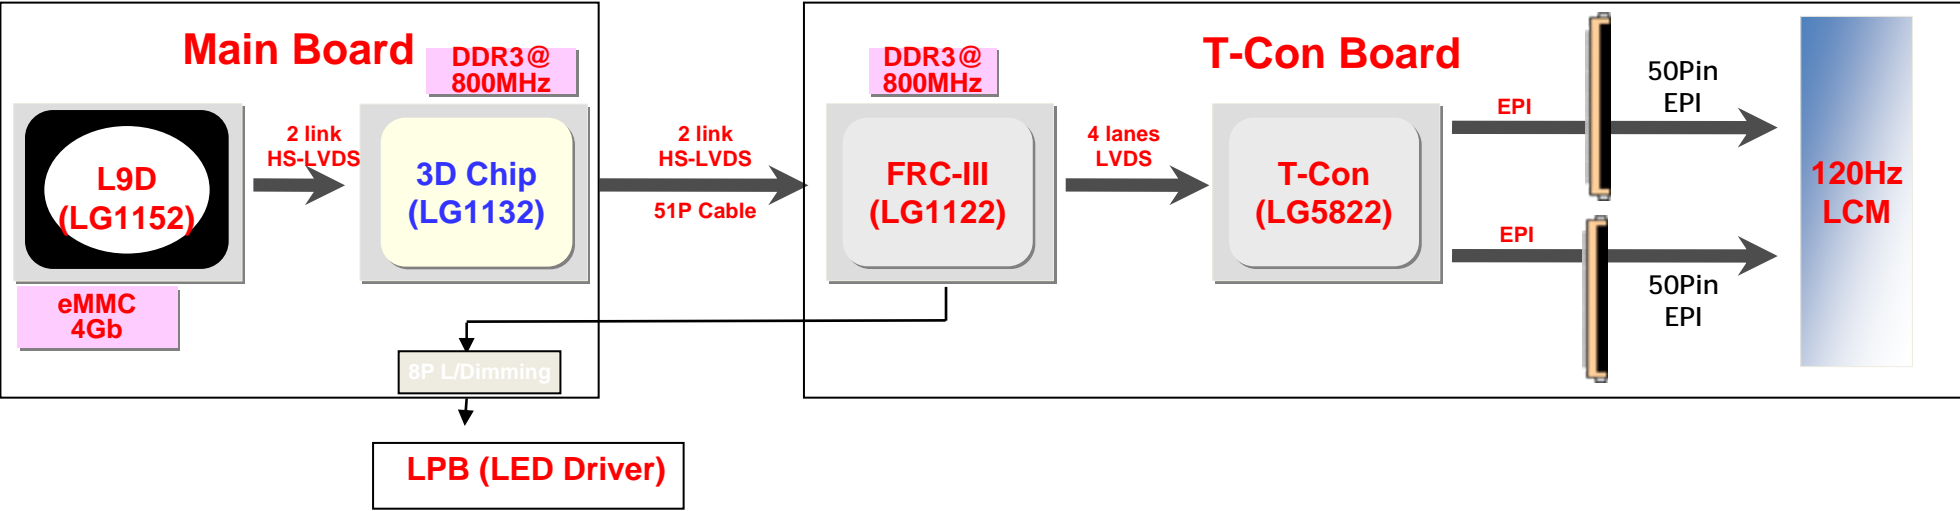 Main Board
DDR3@
800MHz
L9D
(LG1152)
eMMC
4Gb
2 link
HS-LVDS
3D Chip
(LG1132)
2 link
HS-LVDS
51P Cable
T-Con Board
DDR3@
800MHz
FRC-III
(LG1122)
4 lanes
LVDS
T-Con
(LG5822)
EPI
50Pin
EPI
EPI
50Pin
EPI
120Hz
LCM
8P L/Dimming
LPB (LED Driver)